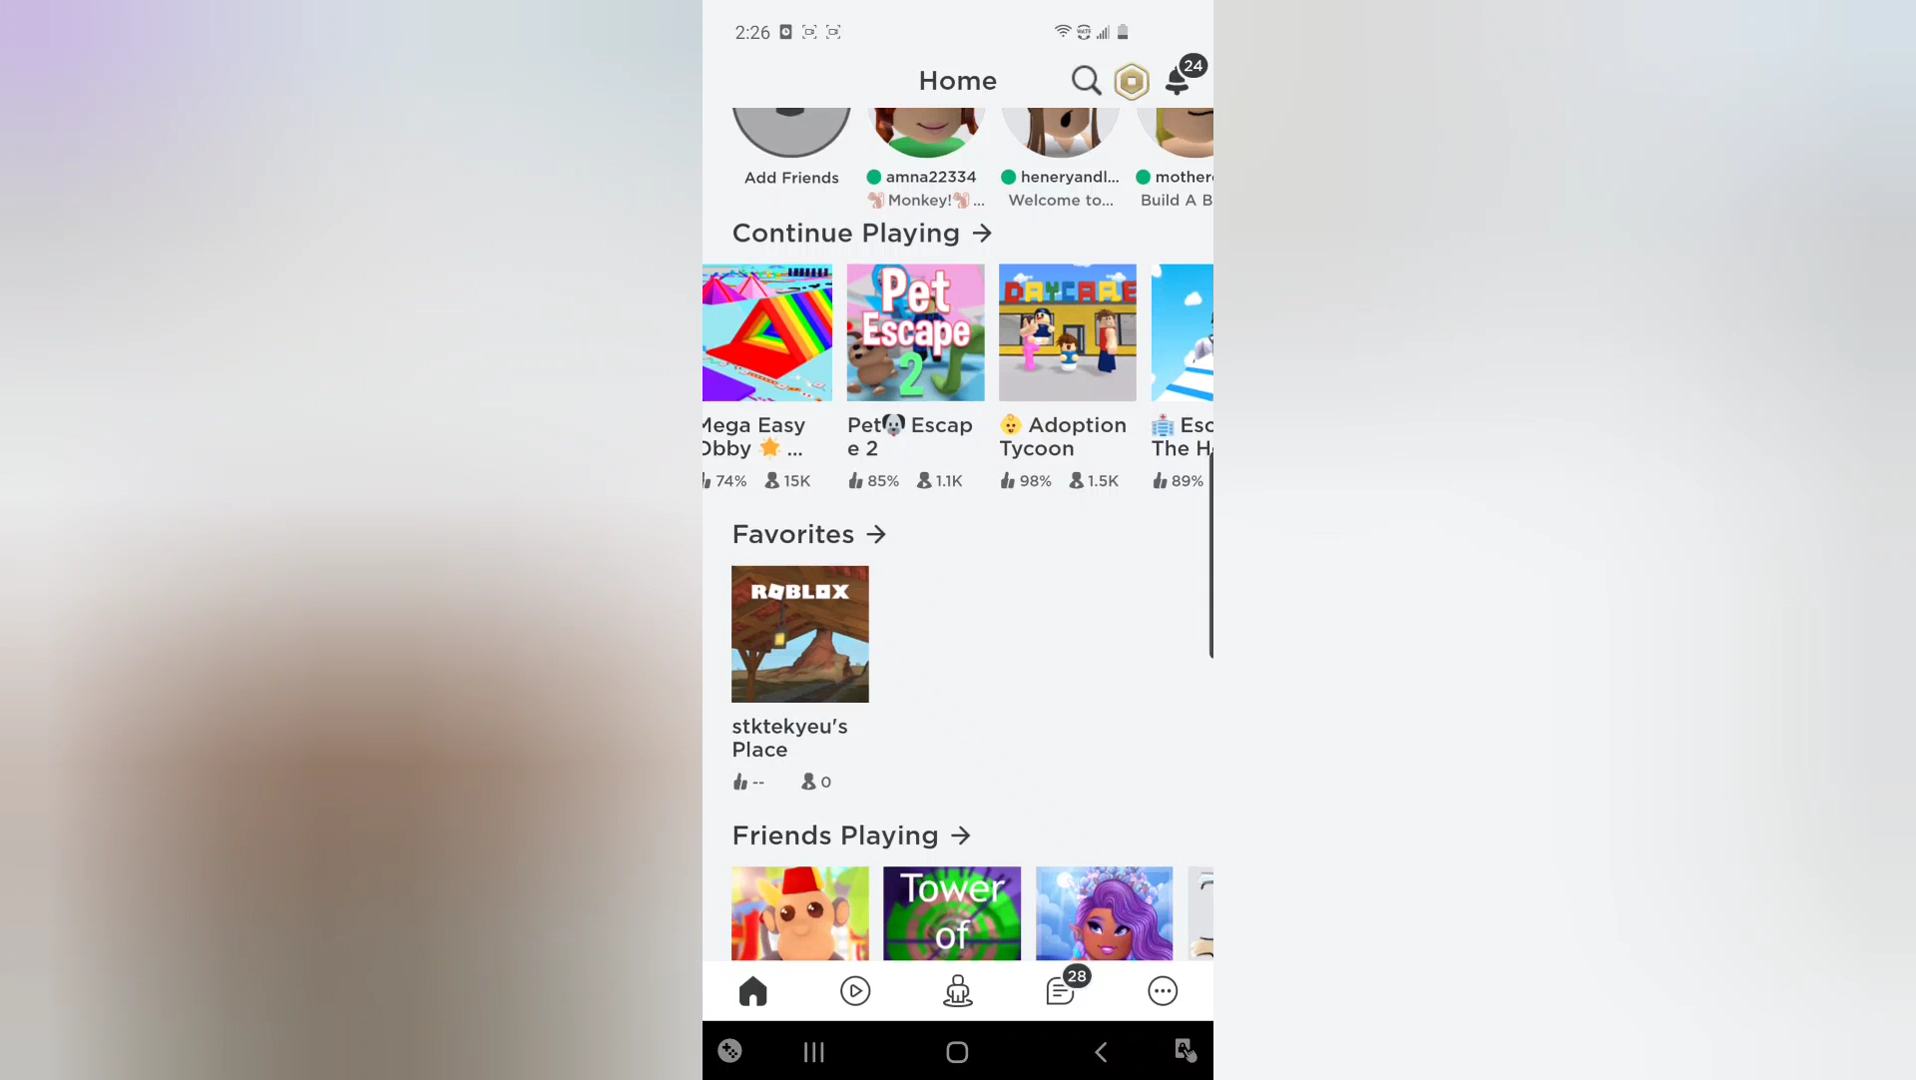 2:26
Home
24
Add Friends
amna22334
heneryandl...
mother
Monkey! ...
Welcome to...
Build A B
Continue Playing →
Pet
Escape
2
DAYCARE
Mega Easy
Obby ...
Pet Escap
e 2
Adoption
Tycoon
Esc
The H
74% 15K
85% 1.1K
98% 1.5K
89%
Favorites →
ROBLOX
stktekyeu's
Place
-- 0
Friends Playing →
Tower
of
28